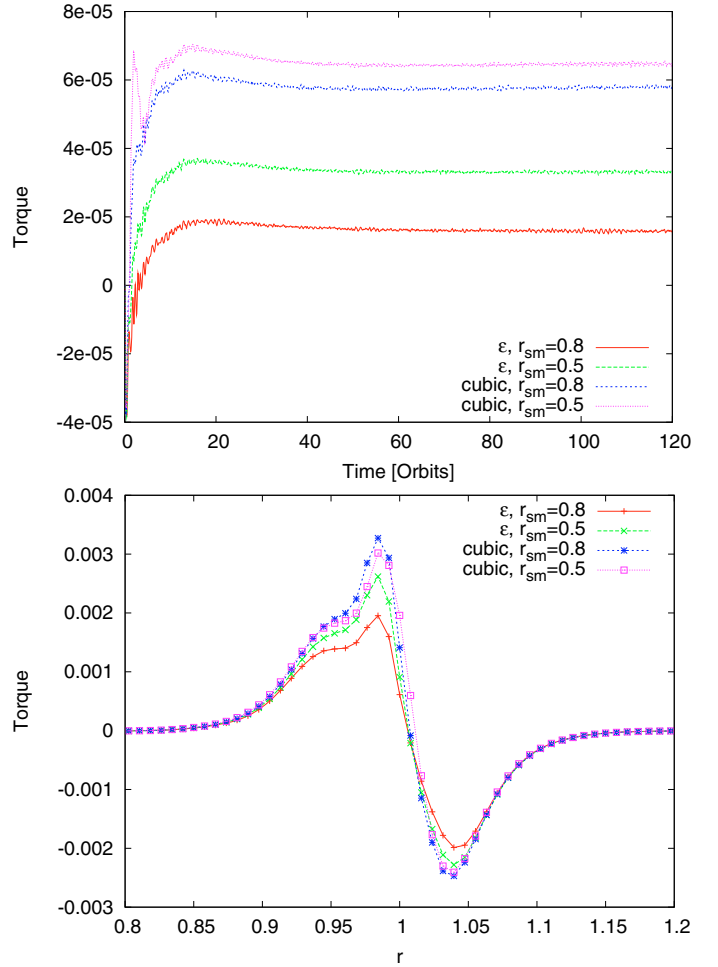 8e-05
6e-05
4e-05
2e-05
0
-2e-05
-4e-05
Torque
ε, r_sm=0.8
ε, r_sm=0.5
cubic, r_sm=0.8
cubic, r_sm=0.5
0 20 40 60 80 100 120
Time [Orbits]
0.004
0.003
0.002
0.001
0
-0.001
-0.002
-0.003
Torque
ε, r_sm=0.8
ε, r_sm=0.5
cubic, r_sm=0.8
cubic, r_sm=0.5
0.8 0.85 0.9 0.95 1 1.05 1.1 1.15 1.2
r